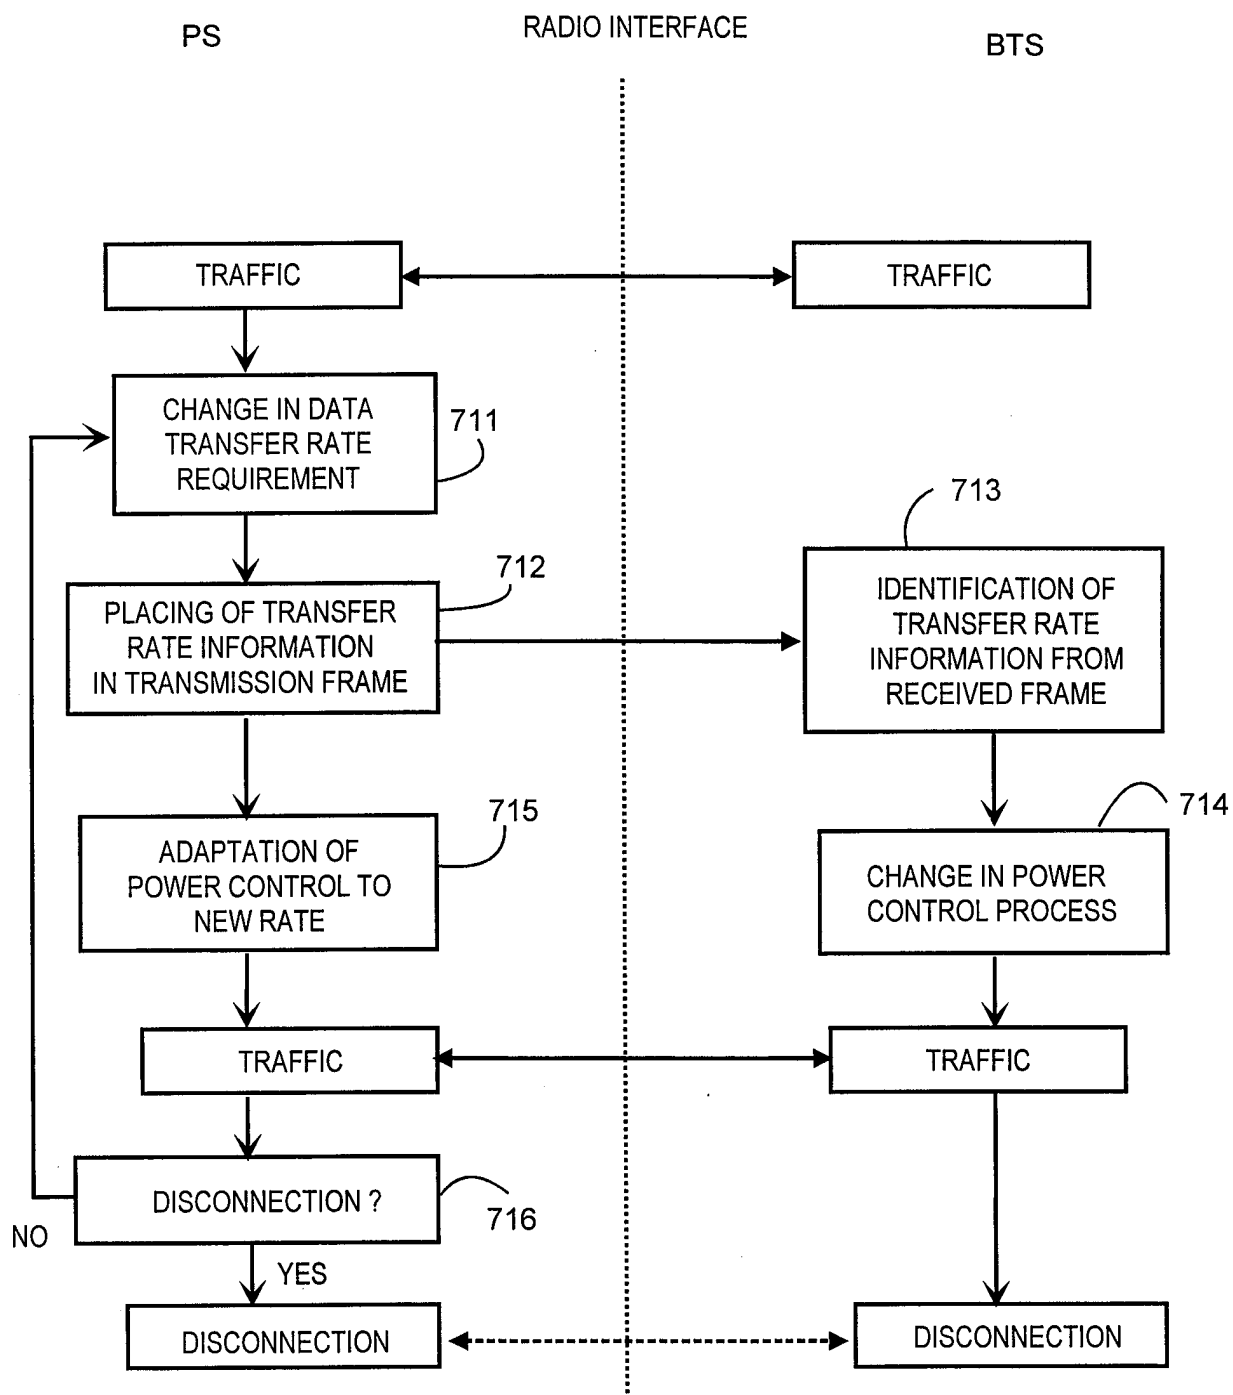 PS
RADIO INTERFACE
BTS
TRAFFIC
TRAFFIC
CHANGE IN DATA
TRANSFER RATE
REQUIREMENT
711
712
PLACING OF TRANSFER
RATE INFORMATION
IN TRANSMISSION FRAME
713
IDENTIFICATION OF
TRANSFER RATE
INFORMATION FROM
RECEIVED FRAME
715
ADAPTATION OF
POWER CONTROL TO
NEW RATE
714
CHANGE IN POWER
CONTROL PROCESS
TRAFFIC
TRAFFIC
DISCONNECTION ?
716
NO
YES
DISCONNECTION
DISCONNECTION